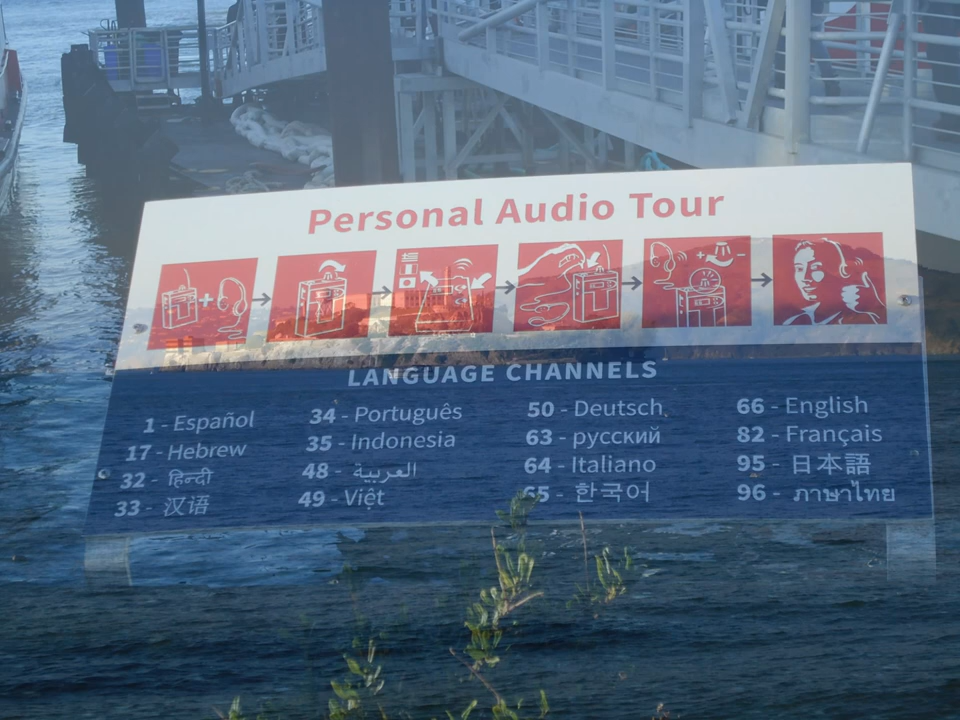 Personal Audio Tour
LANGUAGE CHANNELS
1 - Español
17 - Hebrew
32 - हिन्दी
33 - 汉语
34 - Português
35 - Indonesia
48 - العربية
49 - Việt
50 - Deutsch
63 - русский
64 - Italiano
65 - 한국어
66 - English
82 - Français
95 - 日本語
96 - ภาษาไทย